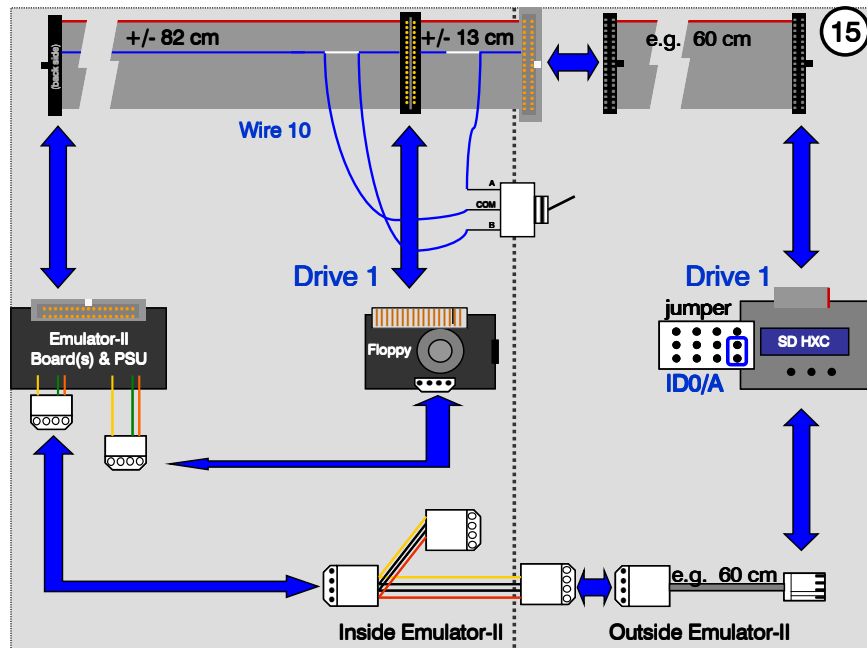 +/- 82 cm
+/- 13 cm
e.g. 60 cm
15
(back side)
Wire 10
A
COM
B
Drive 1
Drive 1
jumper
Emulator-II
Board(s) & PSU
Floppy
SD HXC
ID0/A
e.g. 60 cm
Inside Emulator-II
Outside Emulator-II